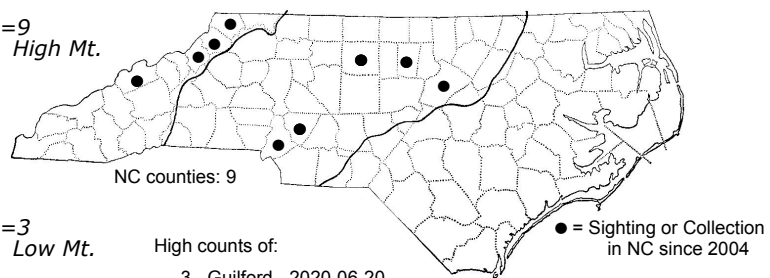 =9
High Mt.
NC counties: 9
=3
Low Mt.
High counts of:
3 - Guilford - 2020-06-20
● = Sighting or Collection
in NC since 2004